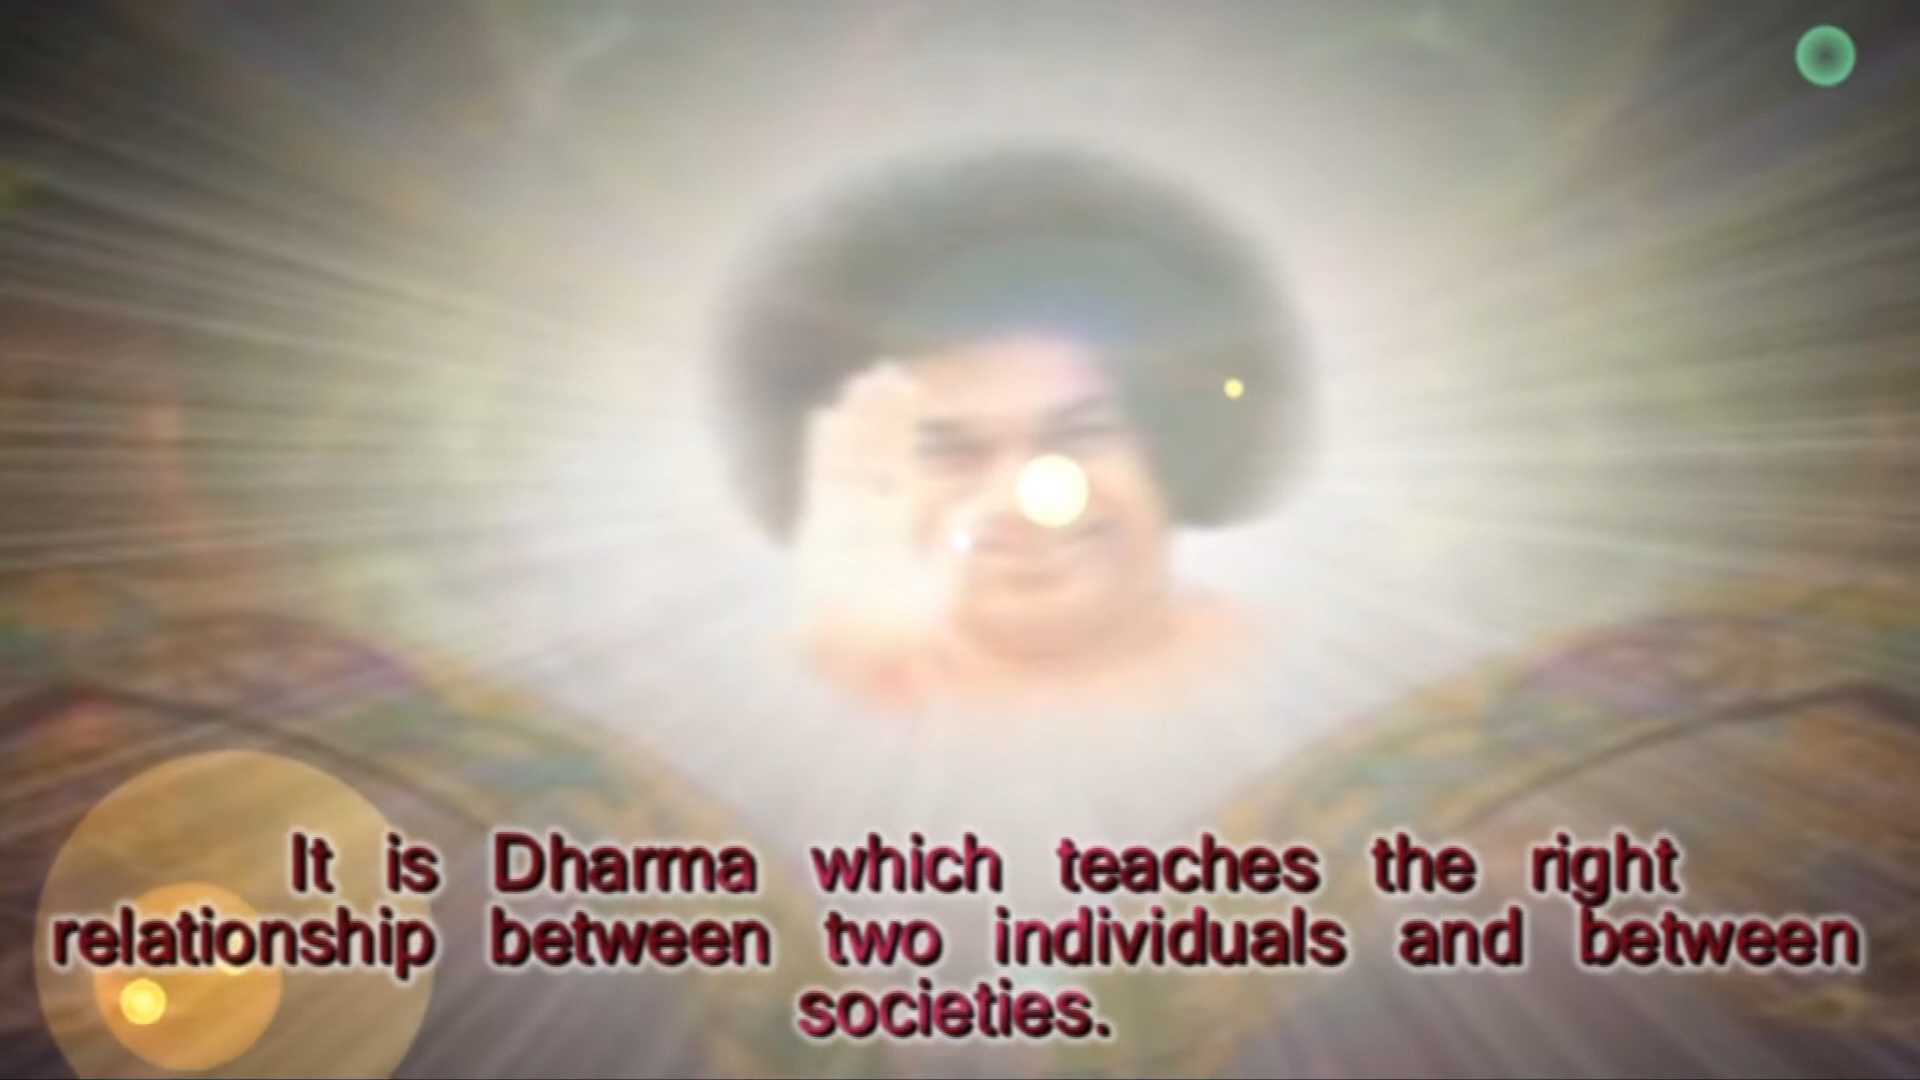 It is Dharma which teaches the right
relationship between two individuals and between
societies.